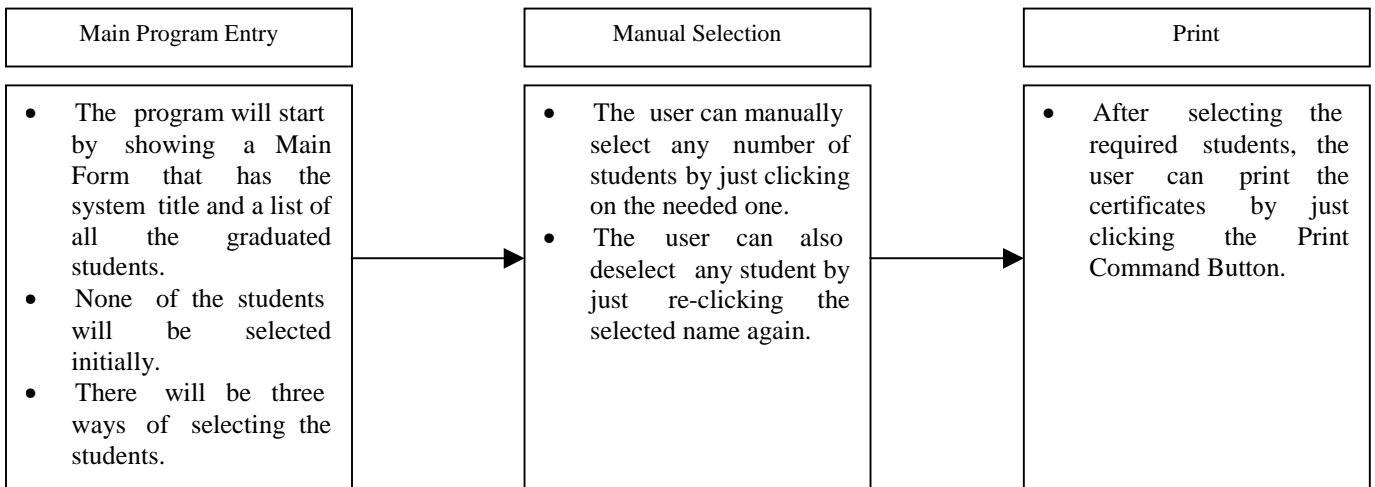 Main Program Entry
Manual Selection
Print
• The program will start
by showing a Main
Form that has the
system title and a list of
all the graduated
students.
• None of the students
will be selected
initially.
• There will be three
ways of selecting the
students.
• The user can manually
select any number of
students by just clicking
on the needed one.
• The user can also
deselect any student by
just re-clicking the
selected name again.
• After selecting the
required students, the
user can print the
certificates by just
clicking the Print
Command Button.